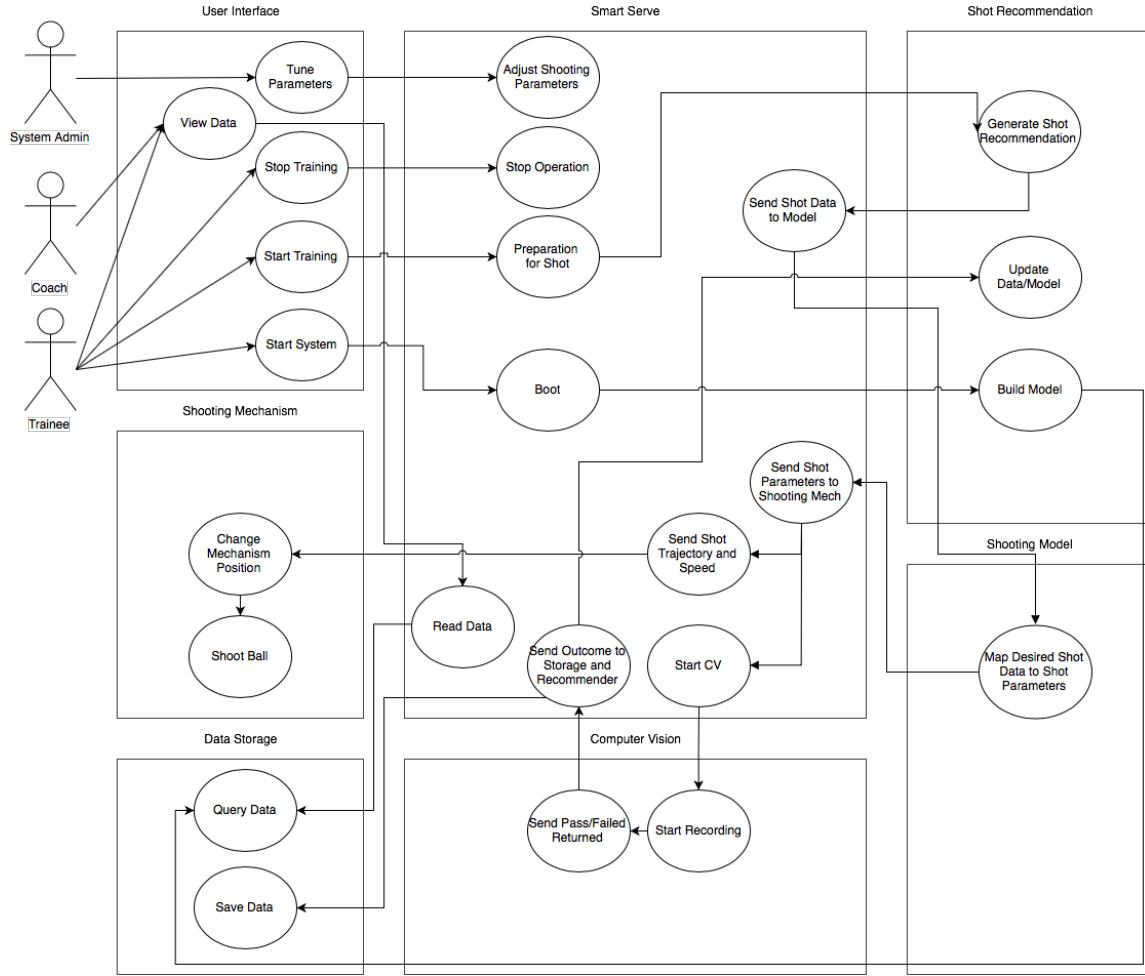 User Interface
Smart Serve
Shot Recommendation
System Admin
Tune
Parameters
Adjust Shooting
Parameters
View Data
Generate Shot
Recommendation
Stop Training
Stop Operation
Coach
Send Shot Data
to Model
Start Training
Preparation
for Shot
Update
Data/Model
Trainee
Start System
Boot
Build Model
Shooting Mechanism
Send Shot
Parameters to
Shooting Mech
Change
Mechanism
Position
Send Shot
Trajectory and
Speed
Shooting Model
Shoot Ball
Read Data
Send Outcome to
Storage and
Recommender
Start CV
Map Desired Shot
Data to Shot
Parameters
Data Storage
Computer Vision
Query Data
Send Pass/Failed
Returned
Start Recording
Save Data